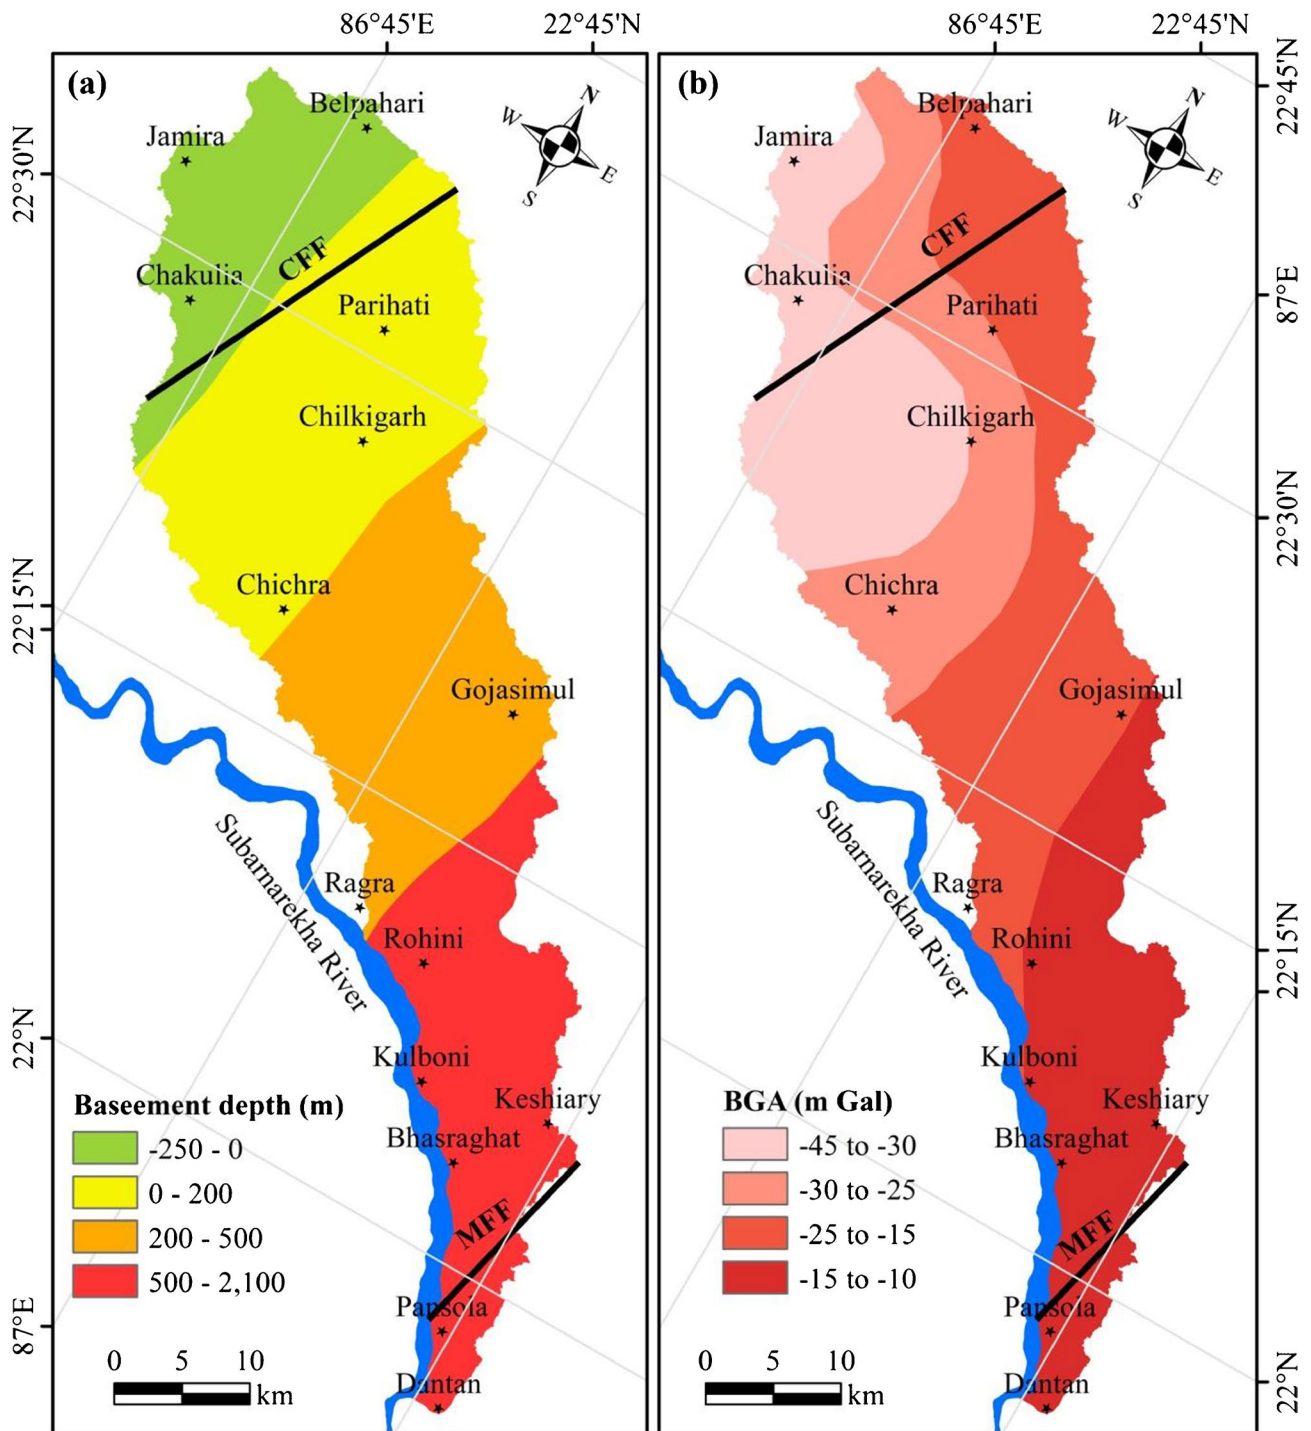 86°45'E
22°45'N
86°45'E
22°45'N
(a)
Belpahari
N
W
E
S
Jamira
22°30'N
CFF
Chakulia
Parihati
Chilkigarh
Chichra
22°15'N
Gojasimul
Subarnarekha River
Ragra
Rohini
22°N
Kulboni
Baseement depth (m)
Keshiary
-250 - 0
Bhasraghat
0 - 200
200 - 500
MFF
500 - 2,100
Pansola
87°E
0 5 10
km
Dantan
(b)
Belpahari
N
W
E
S
22°45'N
Jamira
CFF
Chakulia
87°E
Parihati
Chilkigarh
22°30'N
Chichra
Gojasimul
Subarnarekha River
Ragra
Rohini
22°15'N
Kulboni
BGA (m Gal)
Keshiary
-45 to -30
Bhasraghat
-30 to -25
-25 to -15
MFF
-15 to -10
Pansola
0 5 10
km
Dantan
22°N